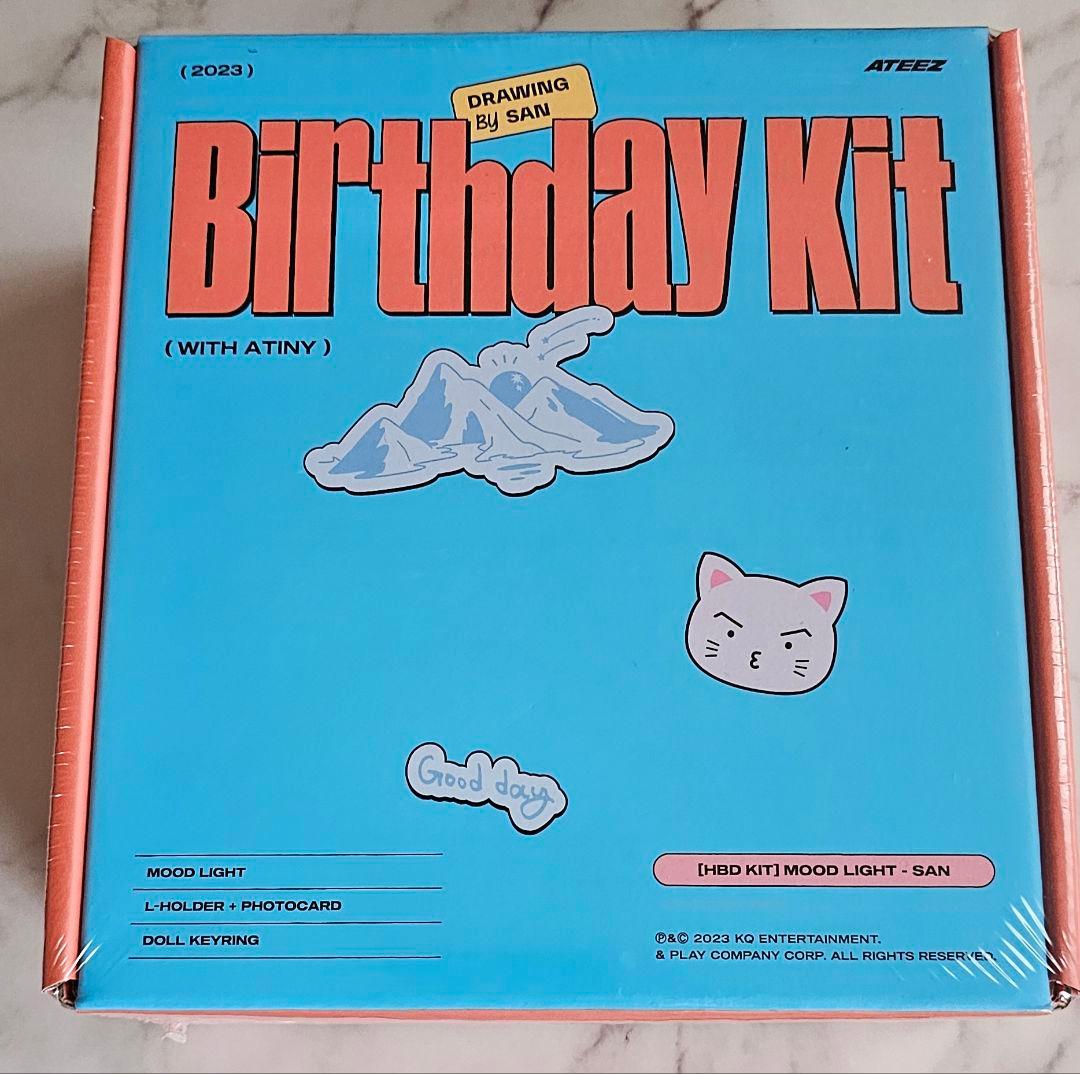 ( 2023 )
ATEEZ
DRAWING
By SAN
Birthday Kit
( WITH ATINY )
Good day
MOOD LIGHT
L-HOLDER + PHOTOCARD
DOLL KEYRING
[HBD KIT] MOOD LIGHT - SAN
℗&© 2023 KQ ENTERTAINMENT.
& PLAY COMPANY CORP. ALL RIGHTS RESERVED.